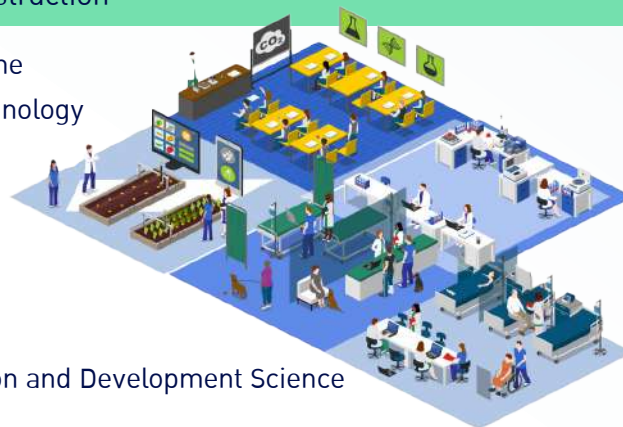 struction
ne
nology
CO₂
on and Development Science